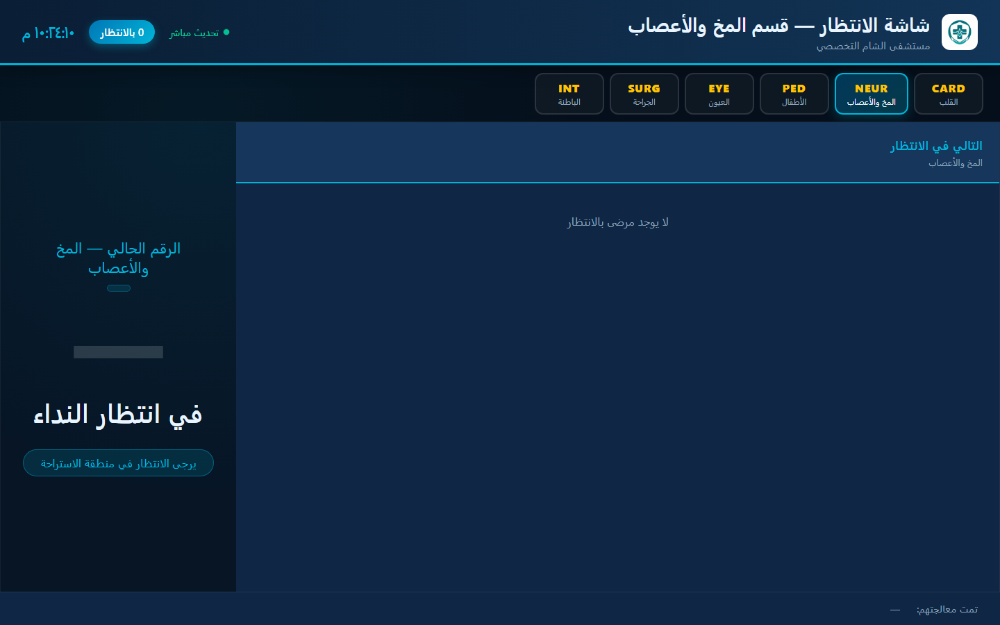 شاشة الانتظار — قسم المخ والأعصاب
مستشفى الشام التخصصي
تحديث مباشر
0 بالانتظار
١٠:٣٤:١٠ م
CARD
القلب
NEUR
المخ والأعصاب
PED
الأطفال
EYE
العيون
SURG
الجراحة
INT
الباطنة
التالي في الانتظار
المخ والأعصاب
لا يوجد مرضى بالانتظار
الرقم الحالي — المخ
والأعصاب
في انتظار النداء
يرجى الانتظار في منطقة الاستراحة
تمت معالجتهم: —